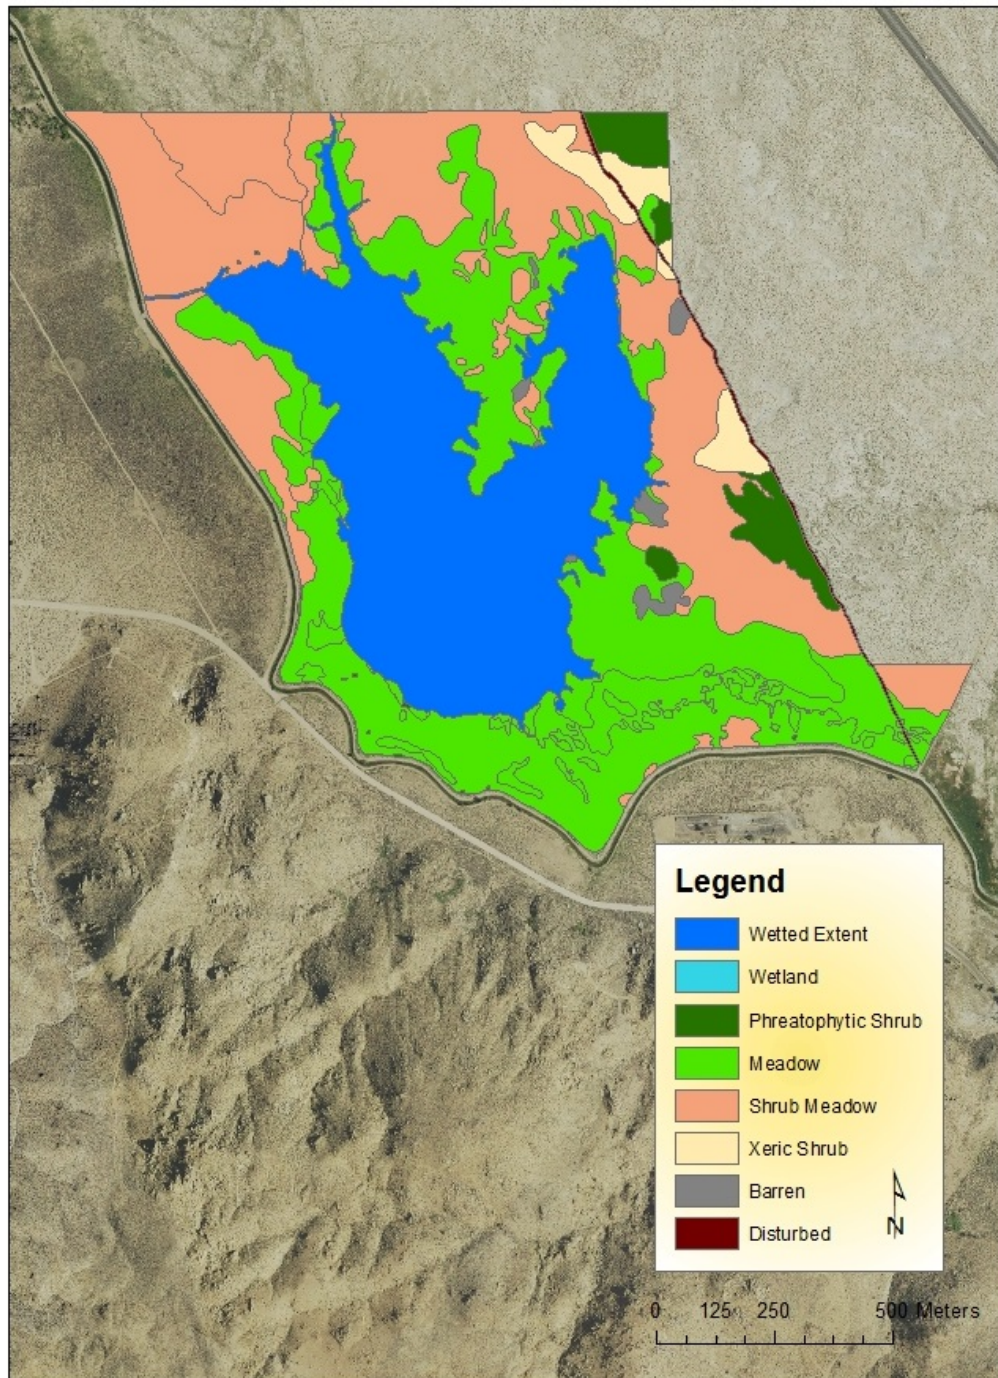 Legend
Wetted Extent
Wetland
Phreatophytic Shrub
Meadow
Shrub Meadow
Xeric Shrub
Barren
Disturbed
N
0 125 250 500 Meters